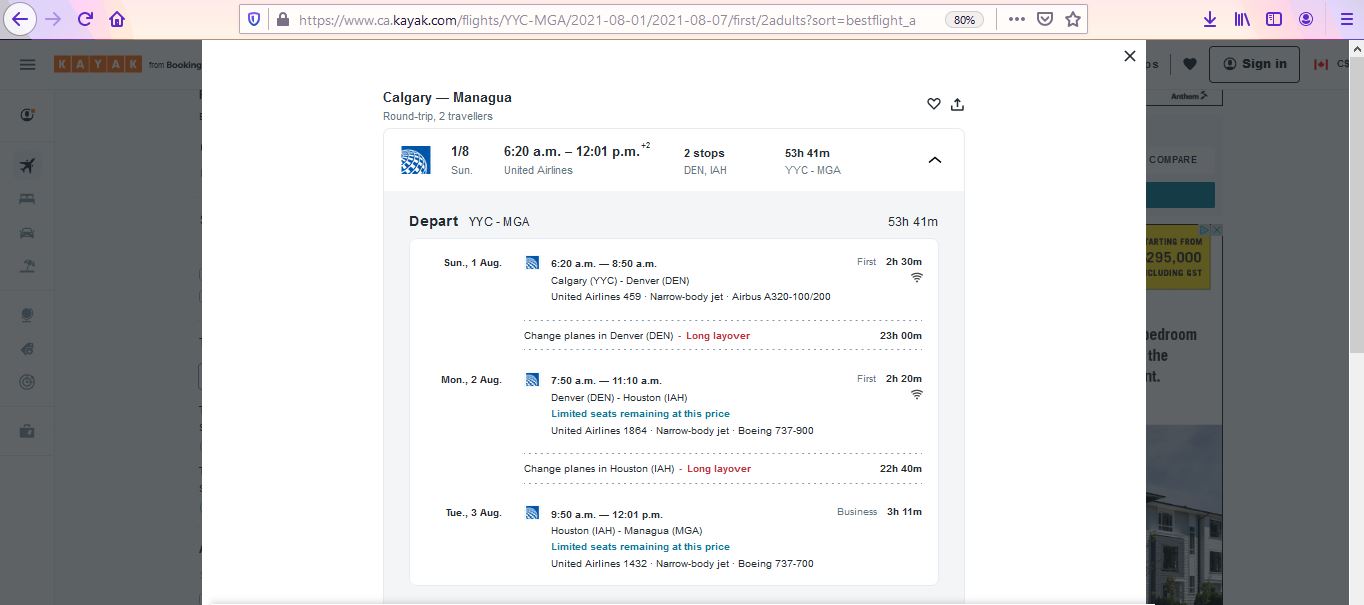 https://www.ca.kayak.com/flights/YYC-MGA/2021-08-01/2021-08-07/first/2adults?sort=bestflight_a
80%
KAYAK from Booking
Sign in
Anthem
Calgary — Managua
Round-trip, 2 travellers
1/8 6:20 a.m. – 12:01 p.m.+2 2 stops 53h 41m
Sun. United Airlines DEN, IAH YYC - MGA
COMPARE
Depart YYC - MGA 53h 41m
TARTING FROM
295,000
CLUDING GST
Sun., 1 Aug. 6:20 a.m. — 8:50 a.m. First 2h 30m
Calgary (YYC) - Denver (DEN)
United Airlines 459 · Narrow-body jet · Airbus A320-100/200
Change planes in Denver (DEN) - Long layover 23h 00m
bedroom
the
nt.
Mon., 2 Aug. 7:50 a.m. — 11:10 a.m. First 2h 20m
Denver (DEN) - Houston (IAH)
Limited seats remaining at this price
United Airlines 1864 · Narrow-body jet · Boeing 737-900
Change planes in Houston (IAH) - Long layover 22h 40m
Tue., 3 Aug. 9:50 a.m. — 12:01 p.m. Business 3h 11m
Houston (IAH) - Managua (MGA)
Limited seats remaining at this price
United Airlines 1432 · Narrow-body jet · Boeing 737-700